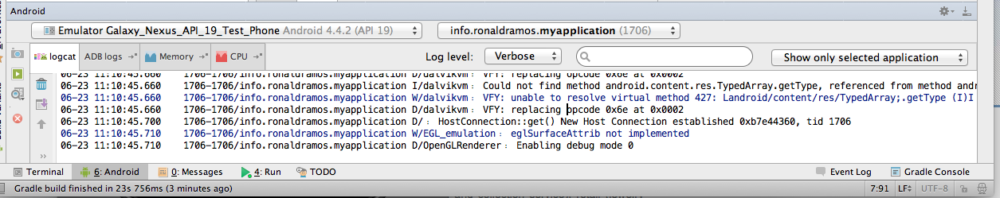 Android
Emulator Galaxy_Nexus_API_19_Test_Phone Android 4.4.2 (API 19) info.ronaldramos.myapplication (1706)
logcat ADB logs Memory CPU Log level: Verbose Show only selected application
06-23 11:10:45.660 1706-1706/info.ronaldramos.myapplication D/dalvikvm: VFY: replacing opcode 0x6e at 0x0002
06-23 11:10:45.660 1706-1706/info.ronaldramos.myapplication I/dalvikvm: Could not find method android.content.res.TypedArray.getType, referenced from method andr
06-23 11:10:45.660 1706-1706/info.ronaldramos.myapplication W/dalvikvm: VFY: unable to resolve virtual method 427: Landroid/content/res/TypedArray;.getType (I)I
06-23 11:10:45.660 1706-1706/info.ronaldramos.myapplication D/dalvikvm: VFY: replacing opcode 0x6e at 0x0002
06-23 11:10:45.700 1706-1706/info.ronaldramos.myapplication D/: HostConnection::get() New Host Connection established 0xb7e44360, tid 1706
06-23 11:10:45.710 1706-1706/info.ronaldramos.myapplication W/EGL_emulation: eglSurfaceAttrib not implemented
06-23 11:10:45.710 1706-1706/info.ronaldramos.myapplication D/OpenGLRenderer: Enabling debug mode 0
Terminal 6: Android 0: Messages 4: Run TODO Event Log Gradle Console
Gradle build finished in 23s 756ms (3 minutes ago) 7:91 LF UTF-8